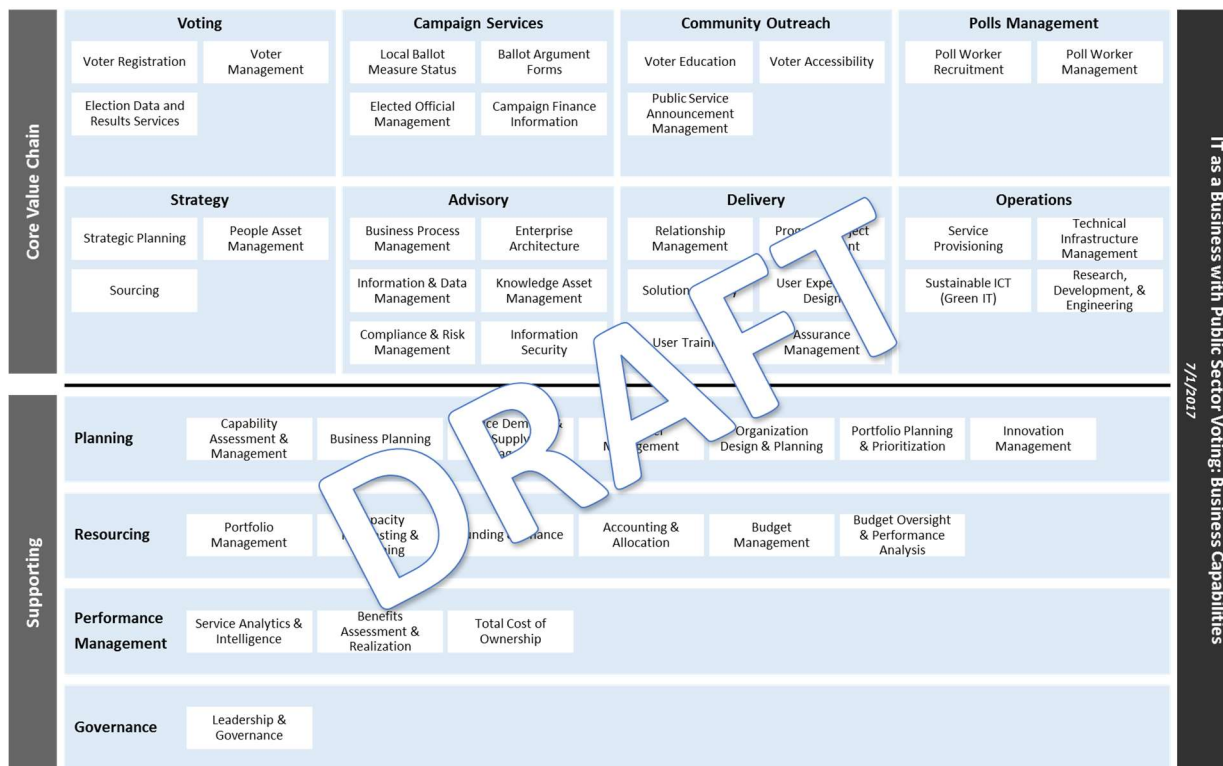 Voting
Voter Registration
Voter
Management
Election Data and
Results Services
Campaign Services
Local Ballot
Measure Status
Ballot Argument
Forms
Elected Official
Management
Campaign Finance
Information
Community Outreach
Voter Education
Voter Accessibility
Public Service
Announcement
Management
Polls Management
Poll Worker
Recruitment
Poll Worker
Management
Core Value Chain
Strategy
Strategic Planning
People Asset
Management
Sourcing
Advisory
Business Process
Management
Enterprise
Architecture
Information & Data
Management
Knowledge Asset
Management
Compliance & Risk
Management
Information
Security
Delivery
Relationship
Management
Solution
User
Design
User
Assurance
Management
Operations
Service
Provisioning
Technical
Infrastructure
Management
Sustainable ICT
(Green IT)
Research,
Development, &
Engineering
Supporting
Planning
Capability
Assessment &
Management
Business Planning
Supply
Organization
Design & Planning
Portfolio Planning
& Prioritization
Innovation
Management
Resourcing
Portfolio
Management
Accounting &
Allocation
Budget
Management
Budget Oversight
& Performance
Analysis
Performance
Management
Service Analytics &
Intelligence
Benefits
Assessment &
Realization
Total Cost of
Ownership
Governance
Leadership &
Governance
IT as a Business with Public Sector Voting: Business Capabilities
7/1/2017
DRAFT